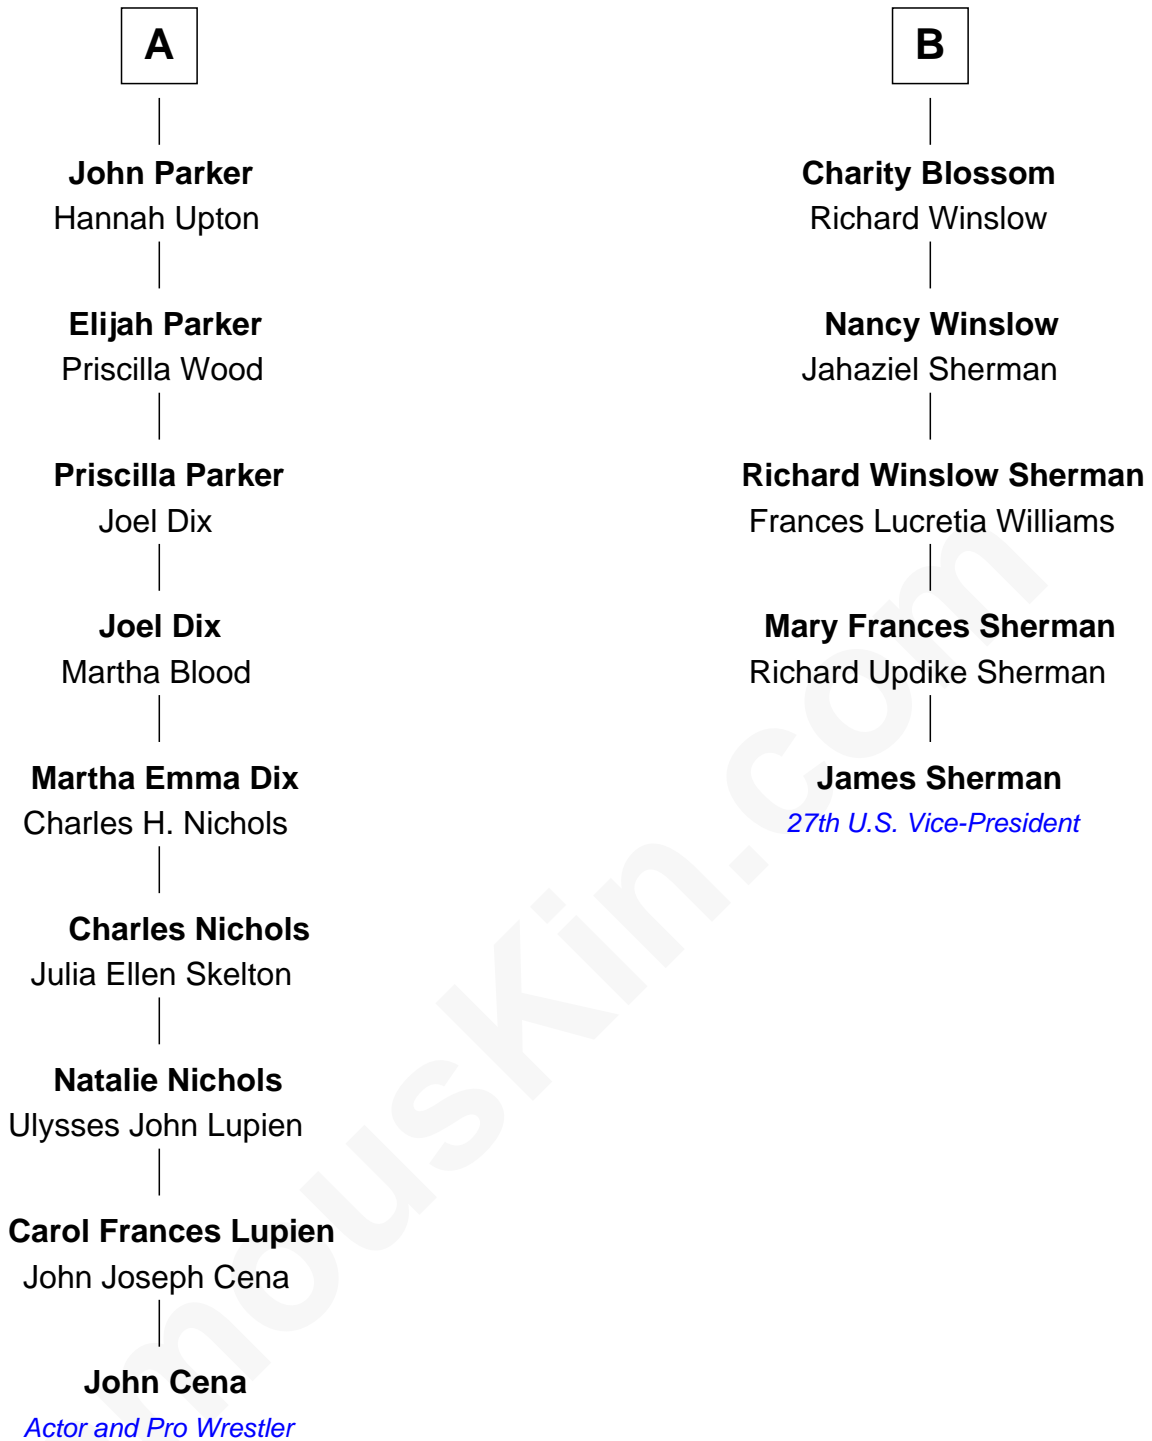 A
John Parker
Hannah Upton
Elijah Parker
Priscilla Wood
Priscilla Parker
Joel Dix
Joel Dix
Martha Blood
Martha Emma Dix
Charles H. Nichols
Charles Nichols
Julia Ellen Skelton
Natalie Nichols
Ulysses John Lupien
Carol Frances Lupien
John Joseph Cena
John Cena
Actor and Pro Wrestler
B
Charity Blossom
Richard Winslow
Nancy Winslow
Jahaziel Sherman
Richard Winslow Sherman
Frances Lucretia Williams
Mary Frances Sherman
Richard Updike Sherman
James Sherman
27th U.S. Vice-President
mouskin.com